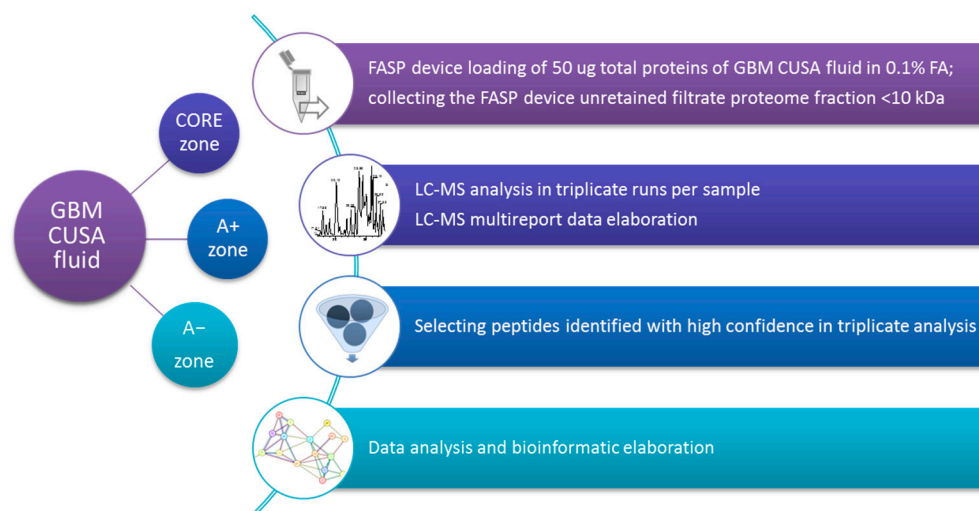 GBM
CUSA
fluid
CORE
zone
A+
zone
A−
zone
FASP device loading of 50 ug total proteins of GBM CUSA fluid in 0.1% FA;
collecting the FASP device unretained filtrate proteome fraction <10 kDa
LC-MS analysis in triplicate runs per sample
LC-MS multireport data elaboration
Selecting peptides identified with high confidence in triplicate analysis
Data analysis and bioinformatic elaboration